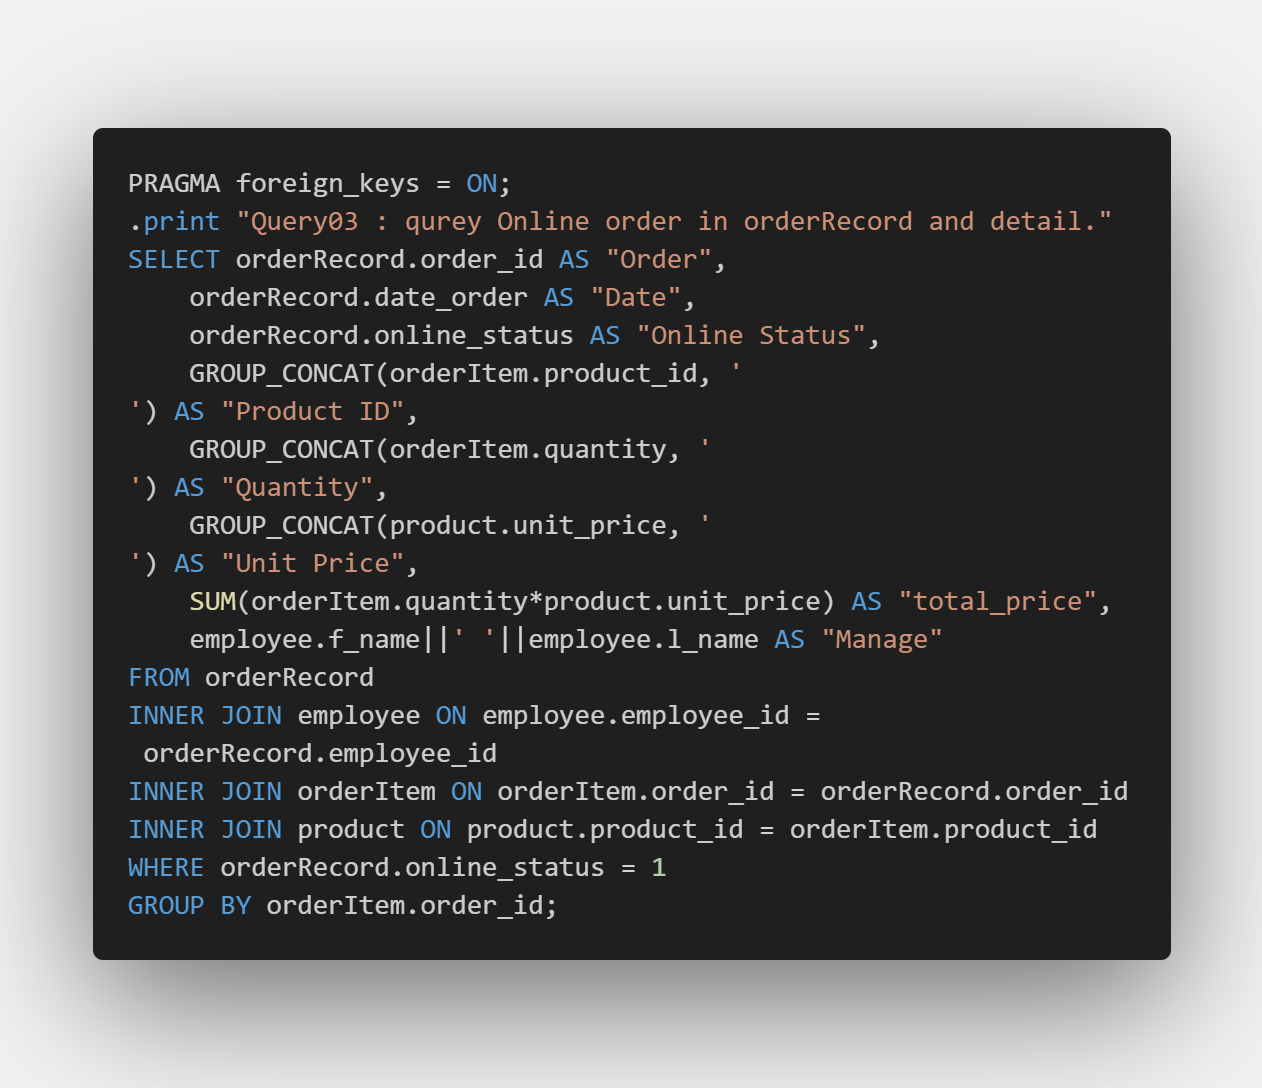 PRAGMA foreign_keys = ON;
.print "Query03 : qurey Online order in orderRecord and detail."
SELECT orderRecord.order_id AS "Order",
    orderRecord.date_order AS "Date",
    orderRecord.online_status AS "Online Status",
    GROUP_CONCAT(orderItem.product_id, '
') AS "Product ID",
    GROUP_CONCAT(orderItem.quantity, '
') AS "Quantity",
    GROUP_CONCAT(product.unit_price, '
') AS "Unit Price",
    SUM(orderItem.quantity*product.unit_price) AS "total_price",
    employee.f_name||' '||employee.l_name AS "Manage"
FROM orderRecord
INNER JOIN employee ON employee.employee_id =
 orderRecord.employee_id
INNER JOIN orderItem ON orderItem.order_id = orderRecord.order_id
INNER JOIN product ON product.product_id = orderItem.product_id
WHERE orderRecord.online_status = 1
GROUP BY orderItem.order_id;